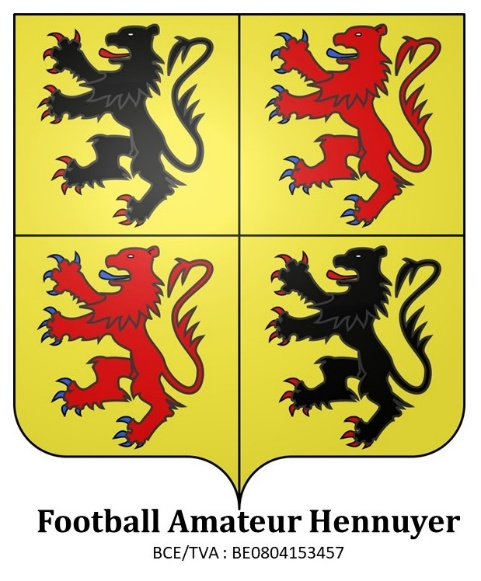 Football Amateur Hennuyer
BCE/TVA : BE0804153457